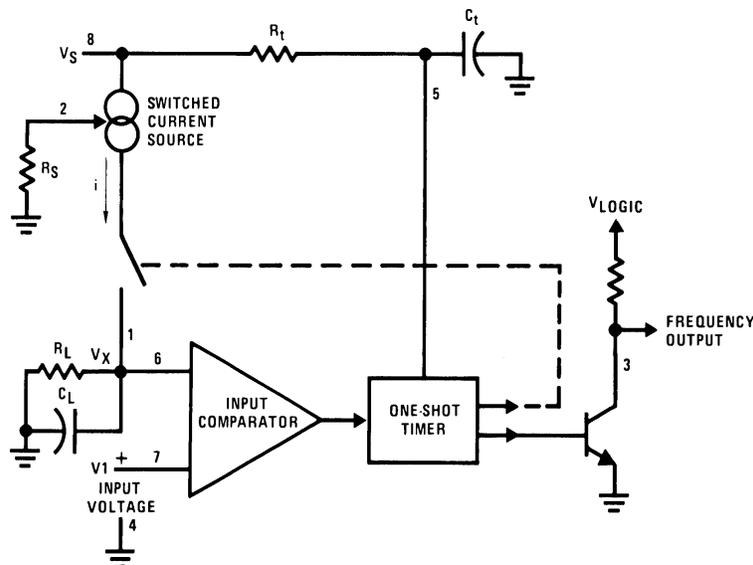 8
V_S
R_t
C_t
5
2
SWITCHED
CURRENT
SOURCE
R_S
i
V_LOGIC
FREQUENCY
OUTPUT
3
1
R_L
V_X
6
C_L
INPUT
COMPARATOR
ONE-SHOT
TIMER
+
V1
7
INPUT
VOLTAGE
4